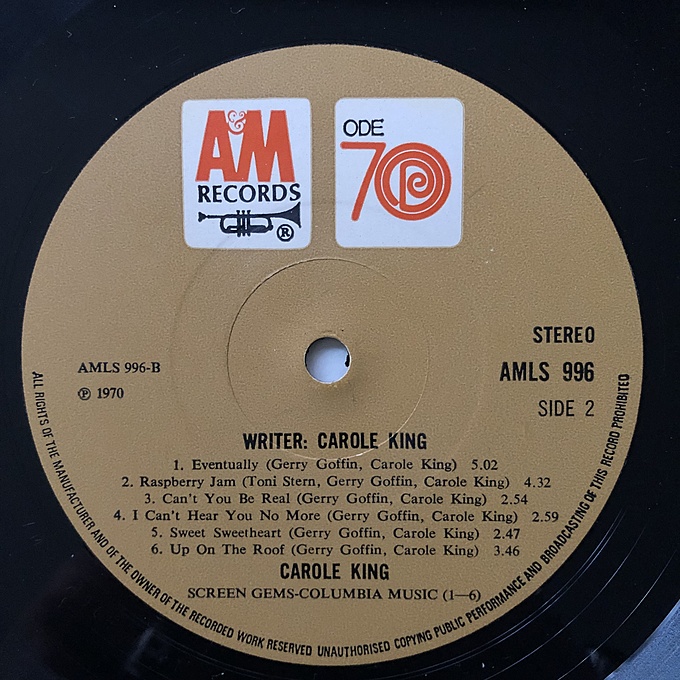 A&M
RECORDS
®
ODE
70
STEREO
AMLS 996-B
AMLS 996
℗ 1970
SIDE 2
WRITER: CAROLE KING
1. Eventually (Gerry Goffin, Carole King) 5.02
2. Raspberry Jam (Toni Stern, Gerry Goffin, Carole King) 4.32
3. Can't You Be Real (Gerry Goffin, Carole King) 2.54
4. I Can't Hear You No More (Gerry Goffin, Carole King) 2.59
5. Sweet Sweetheart (Gerry Goffin, Carole King) 2.47
6. Up On The Roof (Gerry Goffin, Carole King) 3.46
CAROLE KING
SCREEN GEMS-COLUMBIA MUSIC (1—6)
ALL RIGHTS OF THE MANUFACTURER AND OF THE OWNER OF THE RECORDED WORK RESERVED UNAUTHORISED COPYING PUBLIC PERFORMANCE AND BROADCASTING OF THIS RECORD PROHIBITED